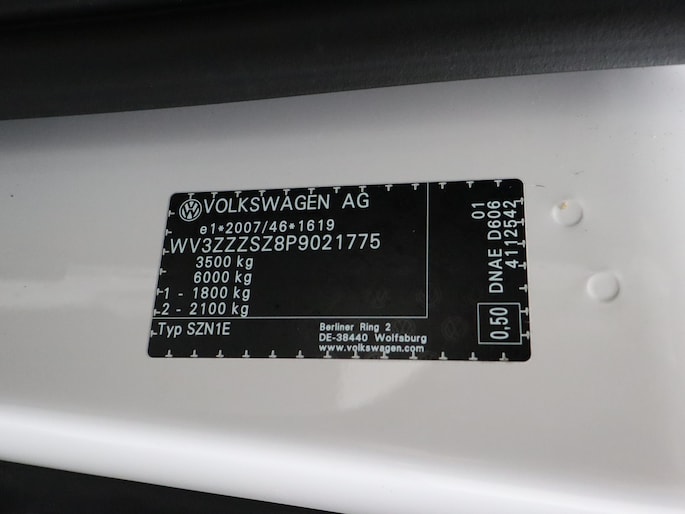 VOLKSWAGEN AG
e1*2007/46*1619
WV3ZZZSZ8P9021775
3500 kg
6000 kg
1 - 1800 kg
2 - 2100 kg
Typ SZN1E
Berliner Ring 2
DE-38440 Wolfsburg
www.volkswagen.com
01
DNAE D606
4112542
0,50